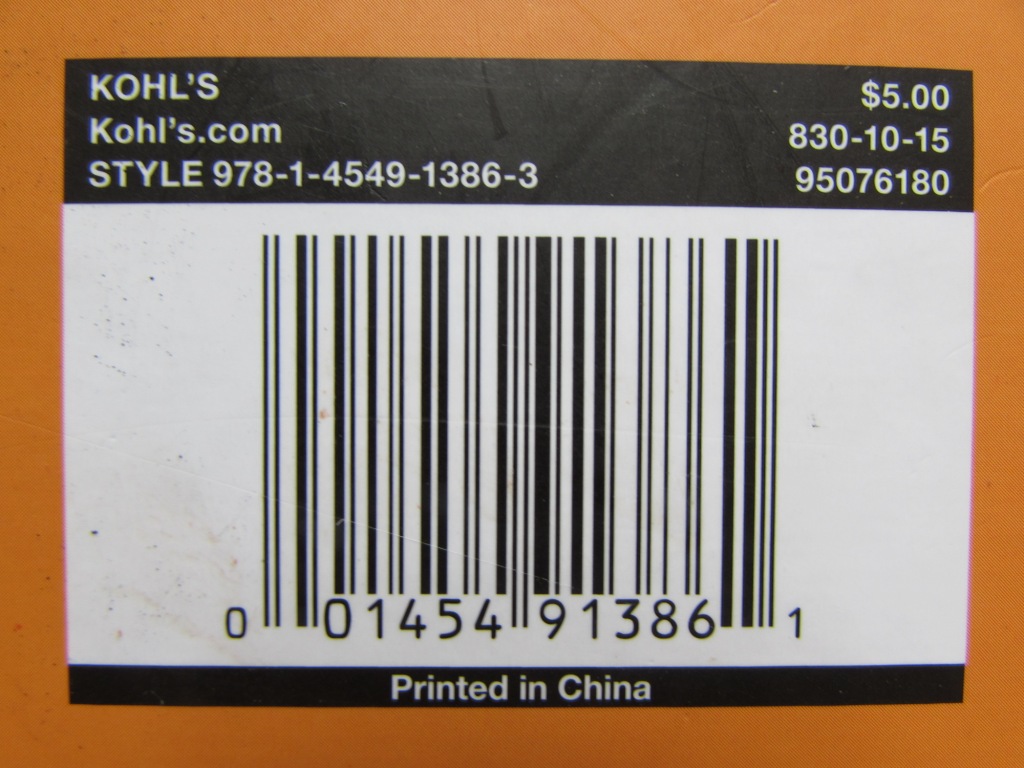 KOHL'S
Kohl's.com
STYLE 978-1-4549-1386-3
$5.00
830-10-15
95076180
0 01454 91386 1
Printed in China